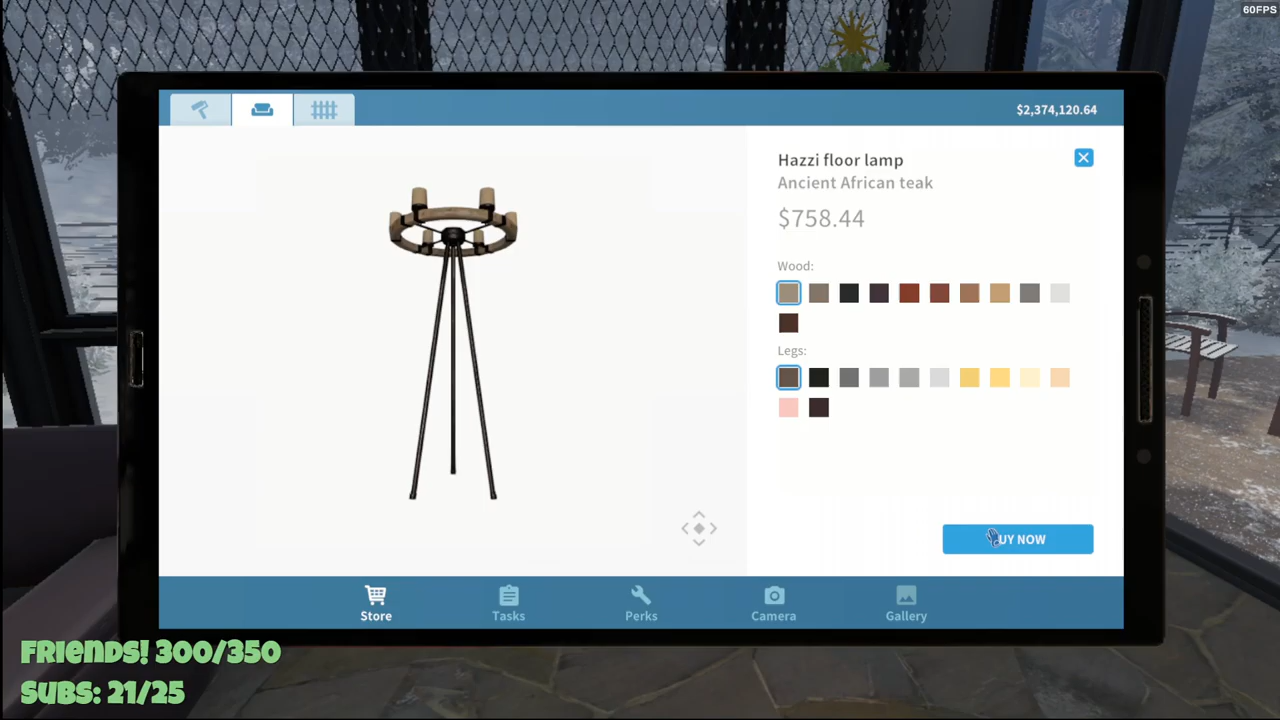 60FPS
$2,374,120.64
Hazzi floor lamp
Ancient African teak
$758.44
Wood:
Legs:
UY NOW
Store
Tasks
Perks
Camera
Gallery
Friends! 300/350
Subs: 21/25